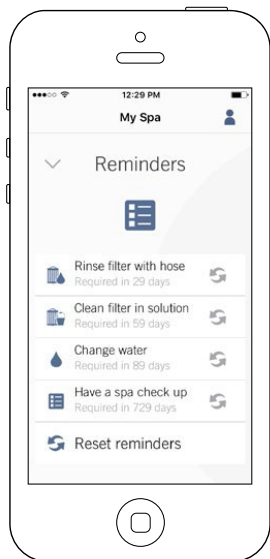 12:29 PM
My Spa
Reminders
Rinse filter with hose
Required in 29 days
Clean filter in solution
Required in 59 days
Change water
Required in 89 days
Have a spa check up
Required in 729 days
Reset reminders